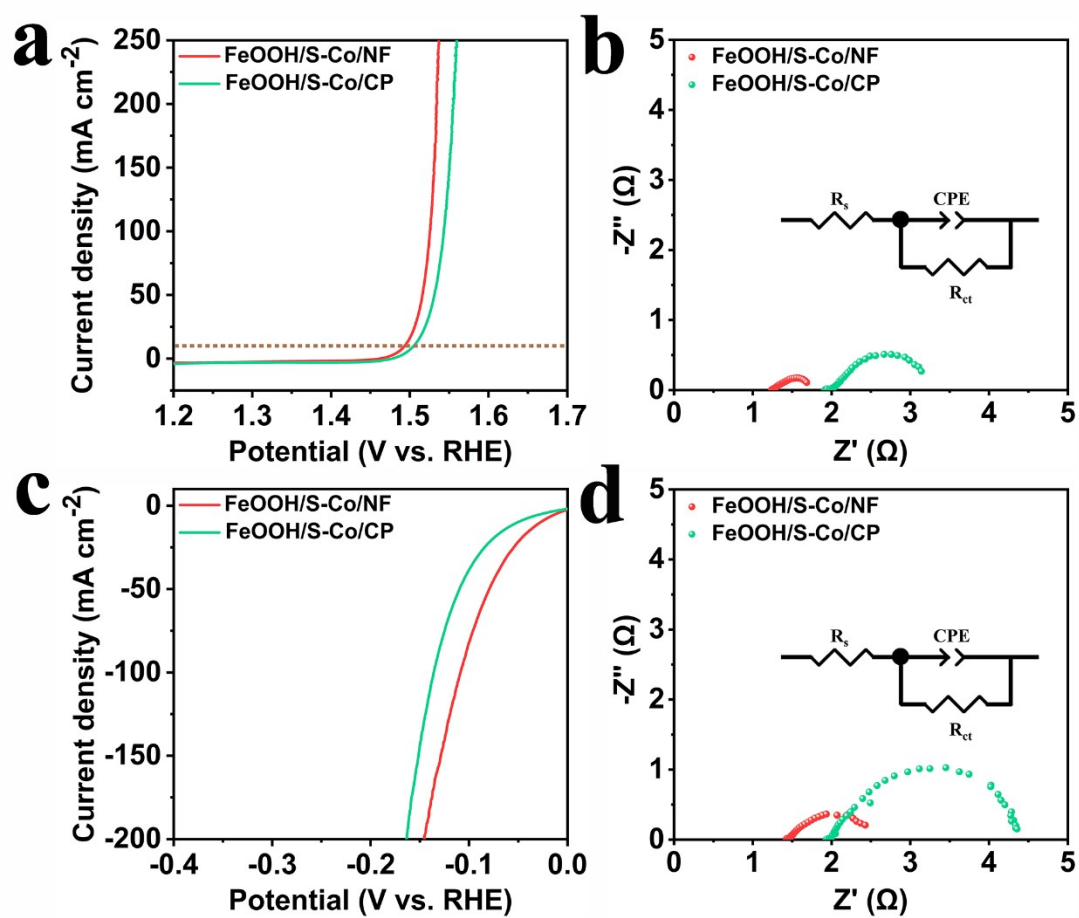 a
250
200
150
100
50
0
FeOOH/S-Co/NF
FeOOH/S-Co/CP
Current density (mA cm-2)
1.2 1.3 1.4 1.5 1.6 1.7
Potential (V vs. RHE)
b
5
4
3
2
1
0
FeOOH/S-Co/NF
FeOOH/S-Co/CP
Rs
CPE
Rct
-Z'' (Ω)
0 1 2 3 4 5
Z' (Ω)
c
0
-50
-100
-150
-200
FeOOH/S-Co/NF
FeOOH/S-Co/CP
Current density (mA cm-2)
-0.4 -0.3 -0.2 -0.1 0.0
Potential (V vs. RHE)
d
5
4
3
2
1
0
FeOOH/S-Co/NF
FeOOH/S-Co/CP
Rs
CPE
Rct
-Z'' (Ω)
0 1 2 3 4 5
Z' (Ω)